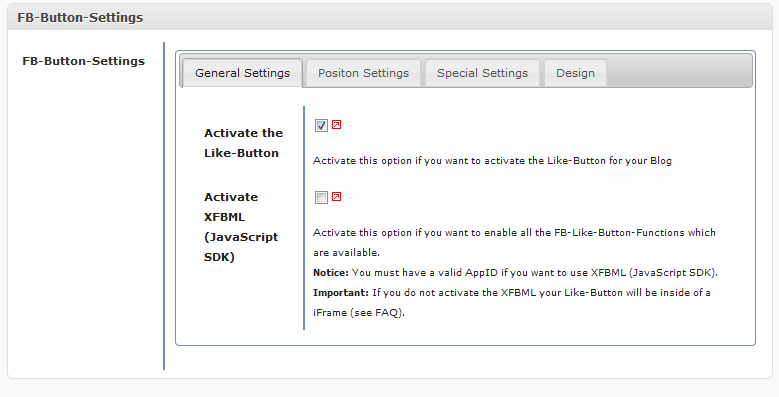 FB-Button-Settings
FB-Button-Settings
General Settings
Positon Settings
Special Settings
Design
Activate the
Like-Button
Activate this option if you want to activate the Like-Button for your Blog
Activate
XFBML
(JavaScript
SDK)
Activate this option if you want to enable all the FB-Like-Button-Functions which
are available.
Notice: You must have a valid AppID if you want to use XFBML (JavaScript SDK).
Important: If you do not activate the XFBML your Like-Button will be inside of a
iFrame (see FAQ).